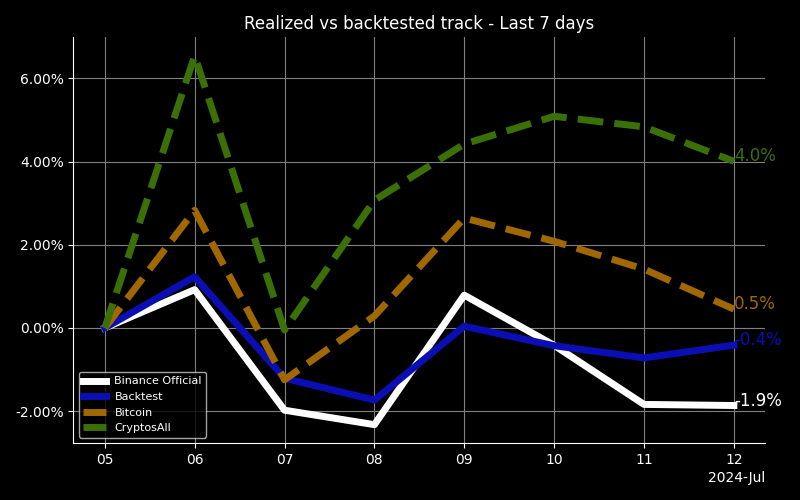 Realized vs backtested track - Last 7 days
6.00%
4.00%
2.00%
0.00%
-2.00%
4.0%
0.5%
-0.4%
-1.9%
Binance Official
Backtest
Bitcoin
CryptosAll
05 06 07 08 09 10 11 12
2024-Jul